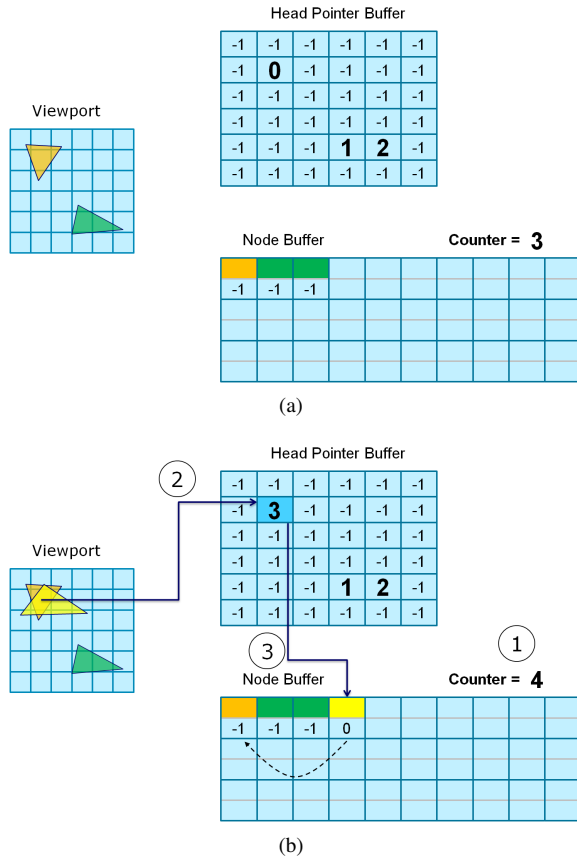 Head Pointer Buffer
-1 -1 -1 -1 -1 -1
-1 0 -1 -1 -1 -1
-1 -1 -1 -1 -1 -1
-1 -1 -1 -1 -1 -1
-1 -1 -1 1 2 -1
-1 -1 -1 -1 -1 -1
Viewport
Node Buffer
Counter = 3
-1 -1 -1
(a)
Head Pointer Buffer
-1 -1 -1 -1 -1 -1
-1 3 -1 -1 -1 -1
-1 -1 -1 -1 -1 -1
-1 -1 -1 -1 -1 -1
-1 -1 -1 1 2 -1
-1 -1 -1 -1 -1 -1
2
Viewport
3
1
Node Buffer
Counter = 4
-1 -1 -1 0
(b)